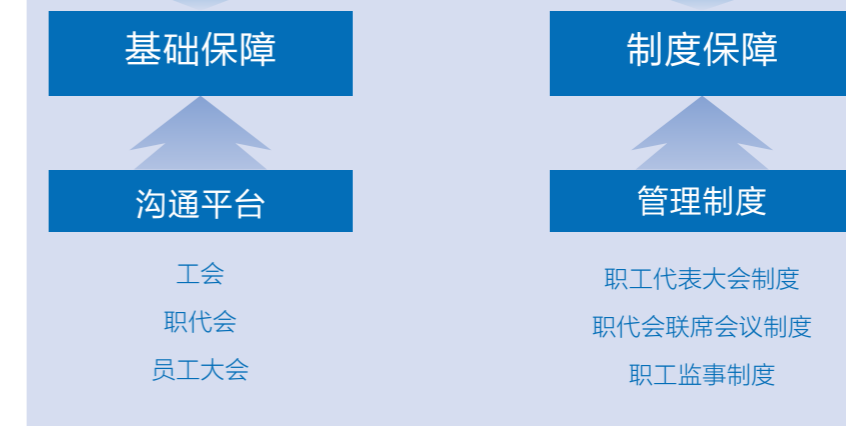 基础保障
制度保障
沟通平台
管理制度
工会
职代会
员工大会
职工代表大会制度
职代会联席会议制度
职工监事制度